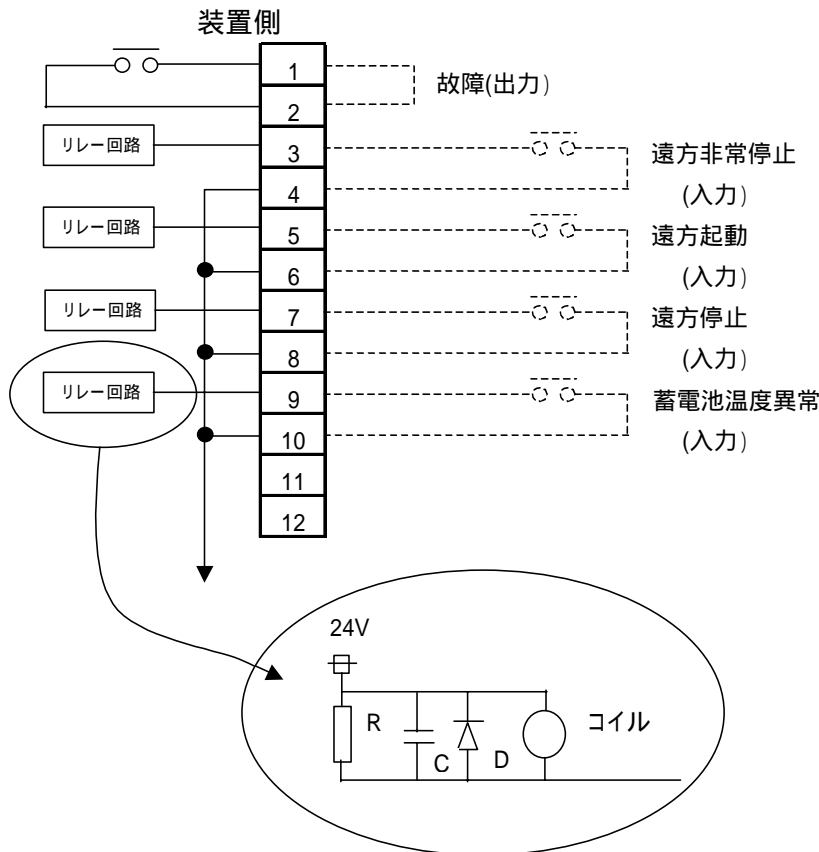 装置側
1
故障(出力)
2
リレー回路
3
遠方非常停止
4
(入力)
リレー回路
5
遠方起動
6
(入力)
リレー回路
7
遠方停止
8
(入力)
リレー回路
9
蓄電池温度異常
10
(入力)
11
12
24V
R
C
D
コイル